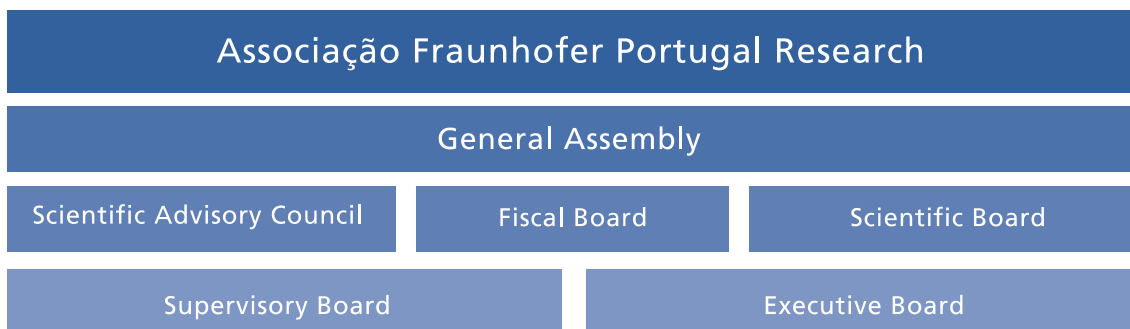 Associação Fraunhofer Portugal Research
General Assembly
Scientific Advisory Council
Fiscal Board
Scientific Board
Supervisory Board
Executive Board